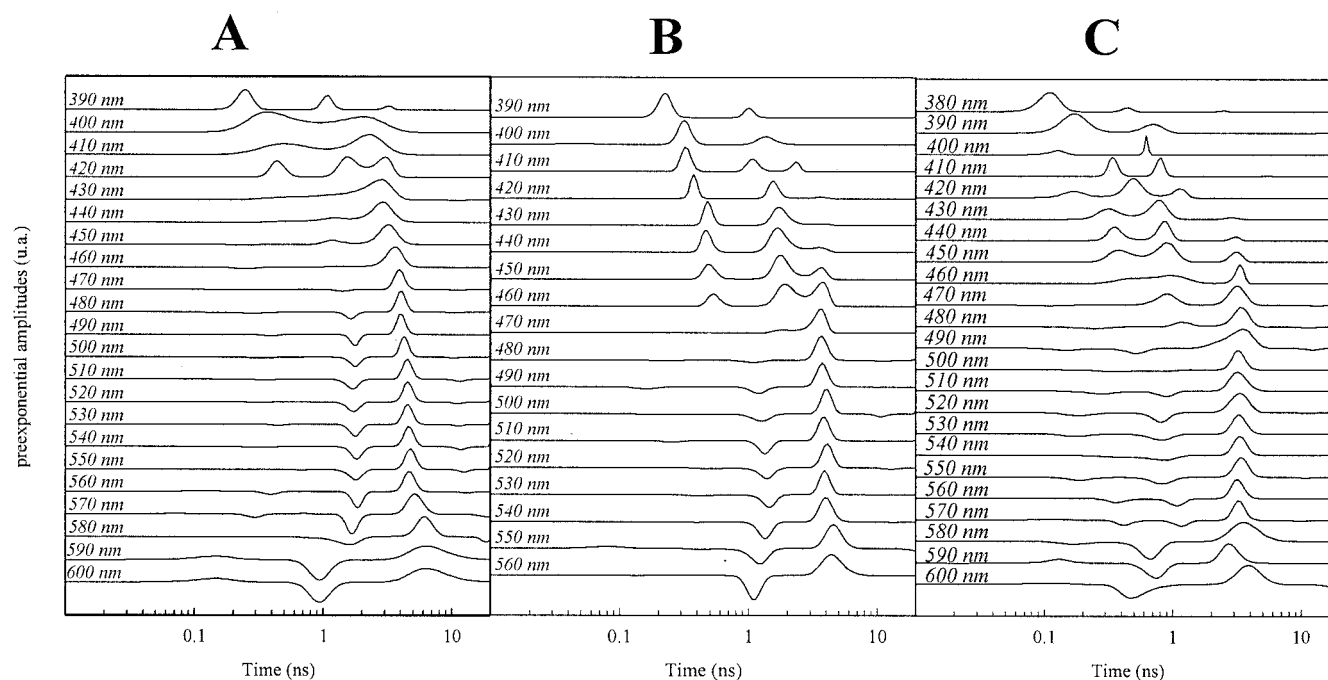 A
B
C
preexponential amplitudes (u.a.)
390 nm
400 nm
410 nm
420 nm
430 nm
440 nm
450 nm
460 nm
470 nm
480 nm
490 nm
500 nm
510 nm
520 nm
530 nm
540 nm
550 nm
560 nm
570 nm
580 nm
590 nm
600 nm
0.1 1 10
Time (ns)
390 nm
400 nm
410 nm
420 nm
430 nm
440 nm
450 nm
460 nm
470 nm
480 nm
490 nm
500 nm
510 nm
520 nm
530 nm
540 nm
550 nm
560 nm
0.1 1 10
Time (ns)
380 nm
390 nm
400 nm
410 nm
420 nm
430 nm
440 nm
450 nm
460 nm
470 nm
480 nm
490 nm
500 nm
510 nm
520 nm
530 nm
540 nm
550 nm
560 nm
570 nm
580 nm
590 nm
600 nm
0.1 1 10
Time (ns)